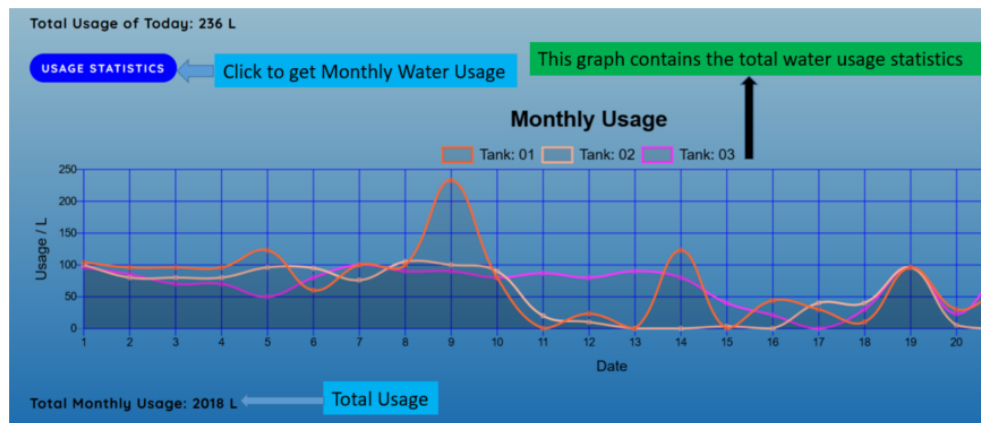 Total Usage of Today: 236 L
USAGE STATISTICS
Click to get Monthly Water Usage
This graph contains the total water usage statistics
Monthly Usage
Tank: 01 Tank: 02 Tank: 03
250
200
150
100
50
0
Usage / L
1 2 3 4 5 6 7 8 9 10 11 12 13 14 15 16 17 18 19 20
Date
Total Monthly Usage: 2018 L
Total Usage